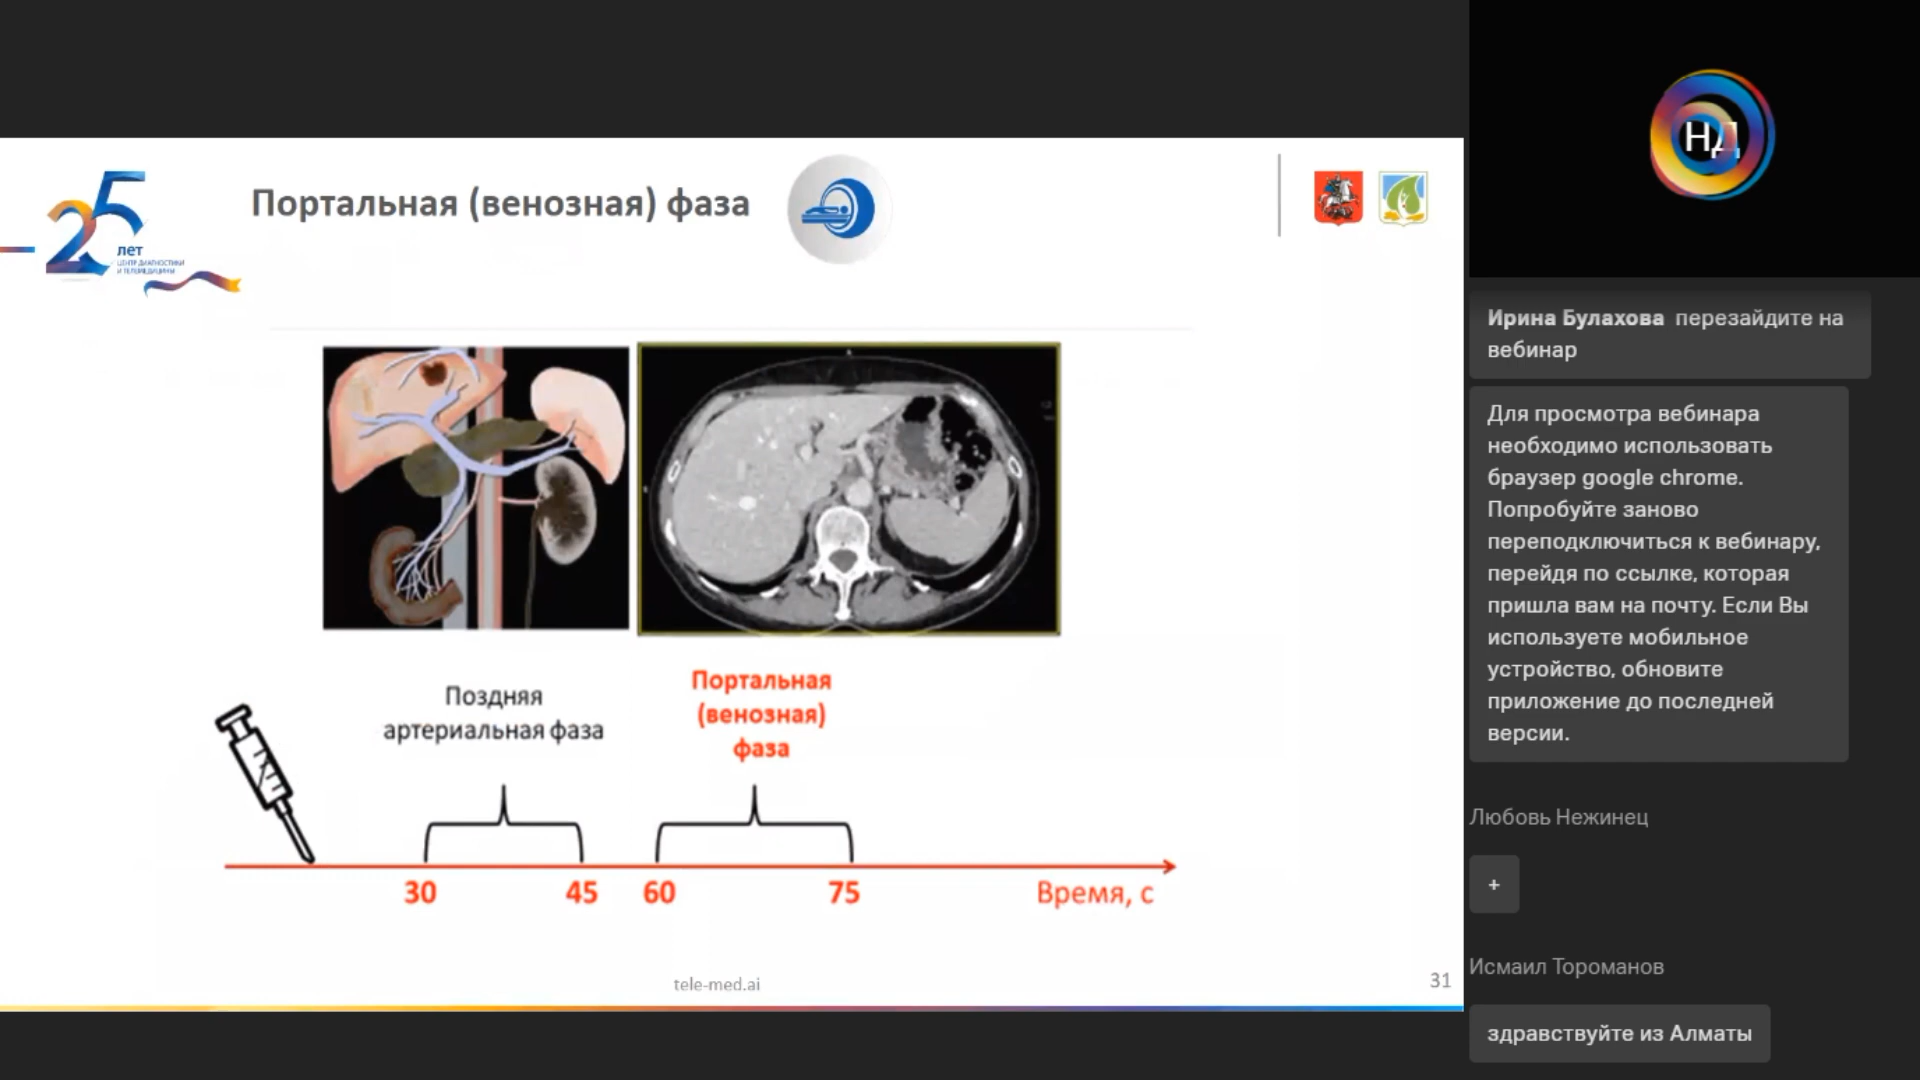 25
лет
ЦЕНТР ДИАГНОСТИКИ
И ТЕЛЕМЕДИЦИНЫ
Портальная (венозная) фаза
Поздняя
артериальная фаза
Портальная
(венозная)
фаза
30
45
60
75
Время, с
tele-med.ai
31
НД
Ирина Булахова перезайдите на
вебинар
Для просмотра вебинара
необходимо использовать
браузер google chrome.
Попробуйте заново
переподключиться к вебинару,
перейдя по ссылке, которая
пришла вам на почту. Если Вы
используете мобильное
устройство, обновите
приложение до последней
версии.
Любовь Нежинец
+
Исмаил Тороманов
здравствуйте из Алматы